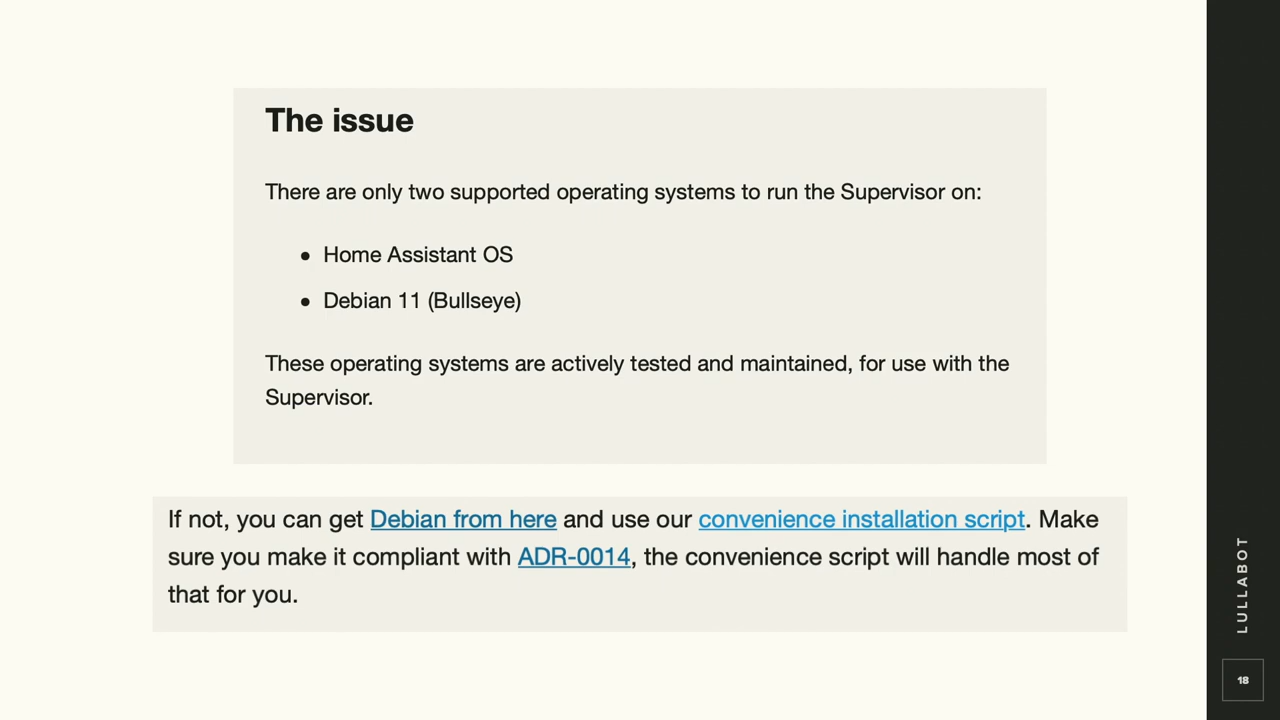 The issue
There are only two supported operating systems to run the Supervisor on:
• Home Assistant OS
• Debian 11 (Bullseye)
These operating systems are actively tested and maintained, for use with the
Supervisor.
If not, you can get Debian from here and use our convenience installation script. Make
sure you make it compliant with ADR-0014, the convenience script will handle most of
that for you.
LULLABOT
18